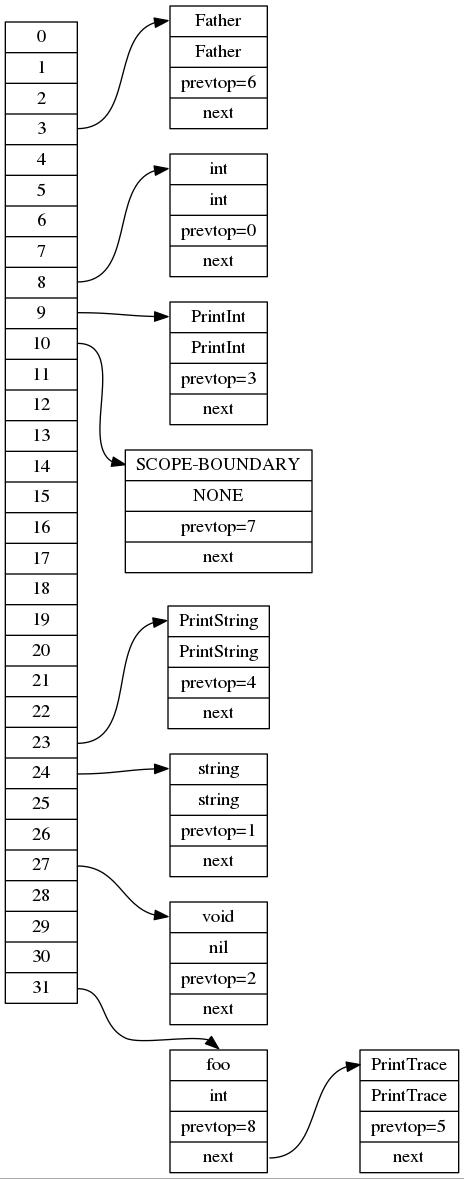 0
1
2
3
4
5
6
7
8
9
10
11
12
13
14
15
16
17
18
19
20
21
22
23
24
25
26
27
28
29
30
31
Father
Father
prevtop=6
next
int
int
prevtop=0
next
PrintInt
PrintInt
prevtop=3
next
SCOPE-BOUNDARY
NONE
prevtop=7
next
PrintString
PrintString
prevtop=4
next
string
string
prevtop=1
next
void
nil
prevtop=2
next
foo
int
prevtop=8
next
PrintTrace
PrintTrace
prevtop=5
next